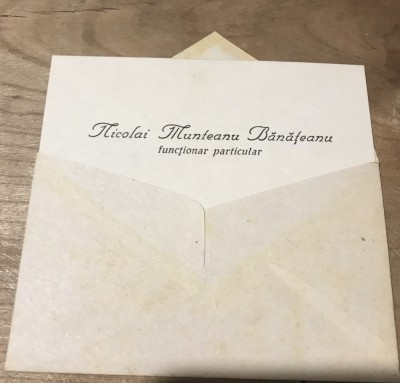 Nicolai Munteanu Bănățeanu
funcționar particular